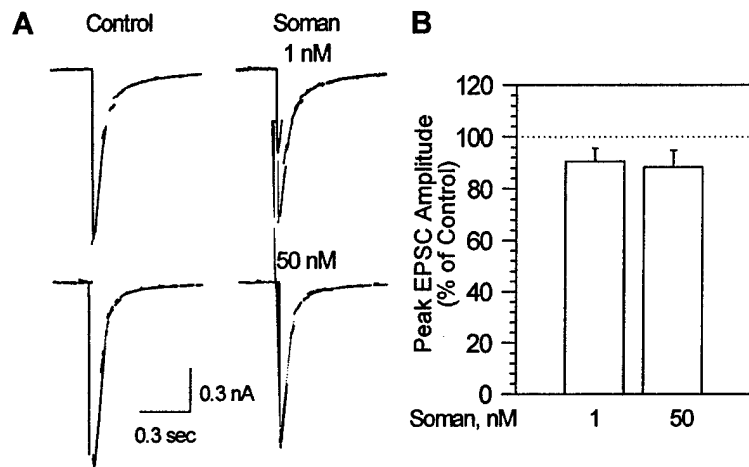 A
Control
Soman
1 nM
50 nM
0.3 nA
0.3 sec
B
Peak EPSC Amplitude
(% of Control)
120
100
80
60
40
20
0
Soman, nM 1 50